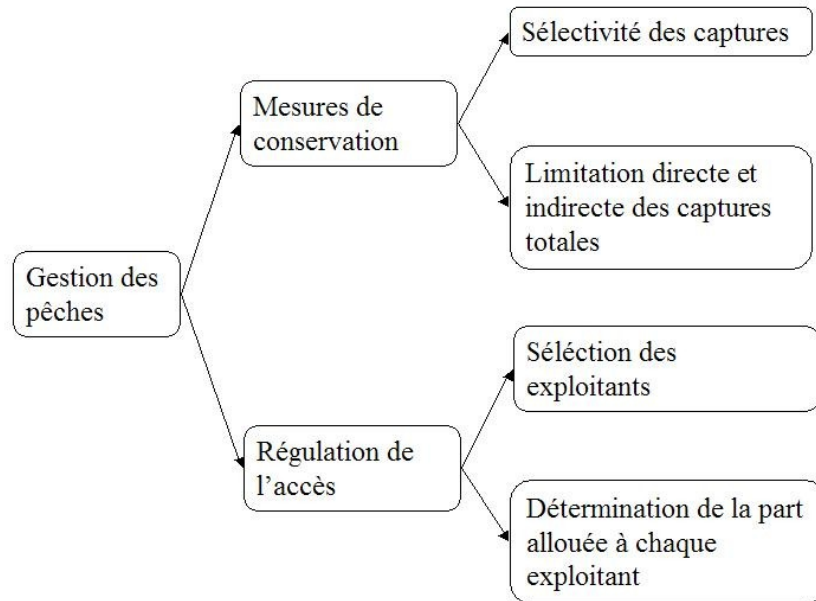 Sélectivité des captures
Mesures de
conservation
Limitation directe et
indirecte des captures
totales
Gestion des
pêches
Séléction des
exploitants
Régulation de
l'accès
Détermination de la part
allouée à chaque
exploitant